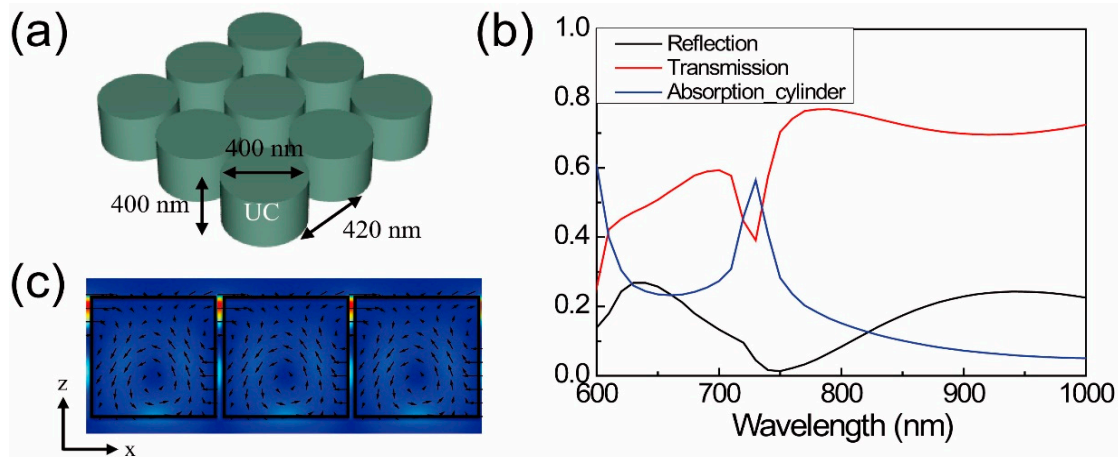 (a)
400 nm
400 nm
UC
420 nm
(b)
Reflection
Transmission
Absorption_cylinder
1.0
0.8
0.6
0.4
0.2
0.0
600
700
800
900
1000
Wavelength (nm)
(c)
z
x